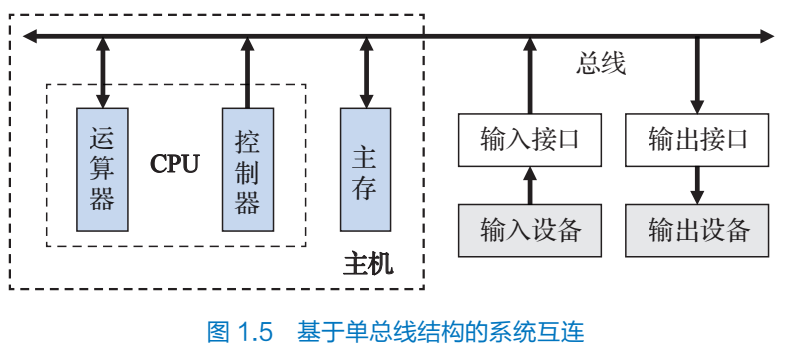 总线
运算器
CPU
控制器
主存
主机
输入接口
输出接口
输入设备
输出设备
图 1.5 基于单总线结构的系统互连